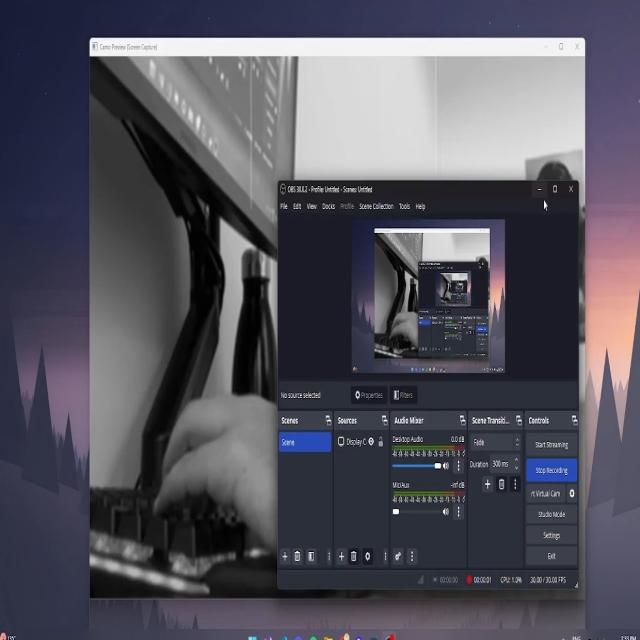 Camo Preview (Screen Capture)
OBS 30.0.2 - Profile: Untitled - Scenes: Untitled
File Edit View Docks Profile Scene Collection Tools Help
No source selected
Properties
Filters
Scenes
Sources
Audio Mixer
Scene Transiti...
Controls
Scene
Display C
Desktop Audio 0.0 dB
Mic/Aux -inf dB
Fade
Duration 300 ms
Start Streaming
Stop Recording
rt Virtual Cam
Studio Mode
Settings
Exit
00:00:00
00:00:01
CPU: 1.0%
30.00 / 30.00 FPS